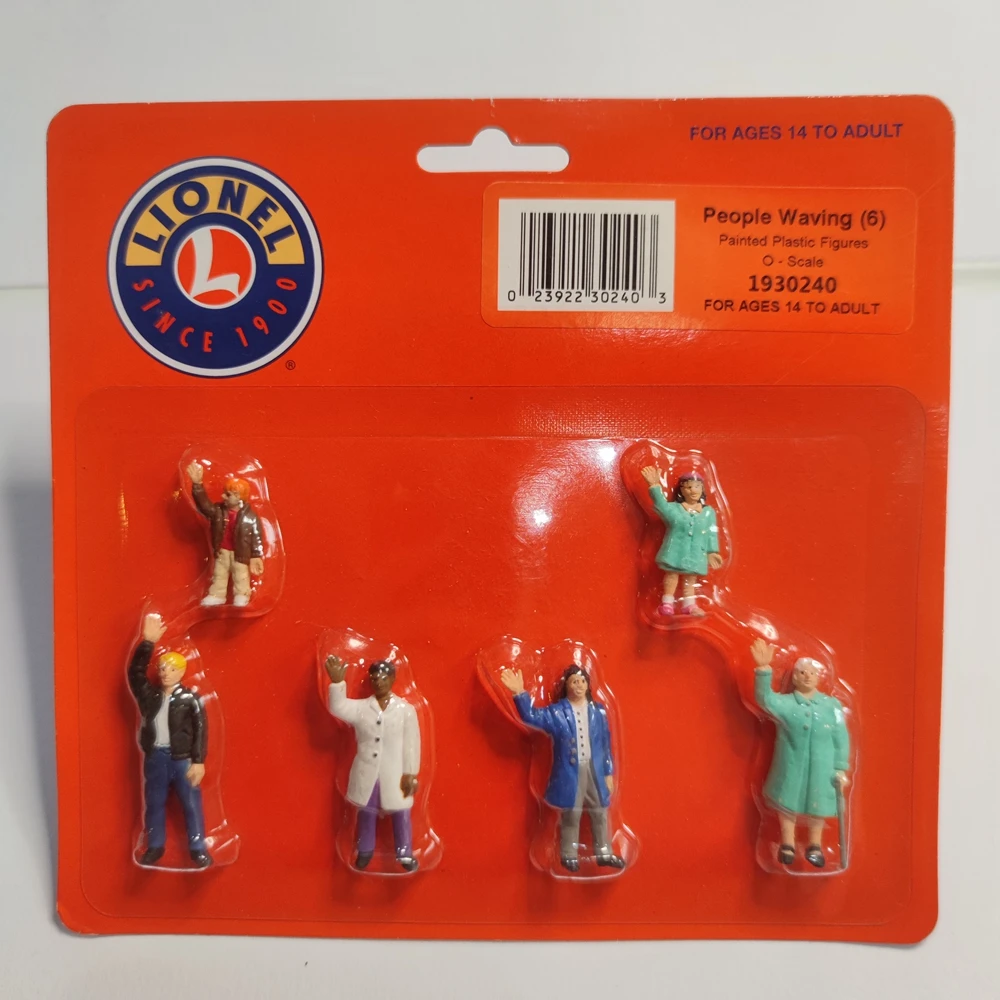 FOR AGES 14 TO ADULT
LIONEL
L
SINCE 1900
®
People Waving (6)
Painted Plastic Figures
O - Scale
1930240
FOR AGES 14 TO ADULT
0 23922 30240 3